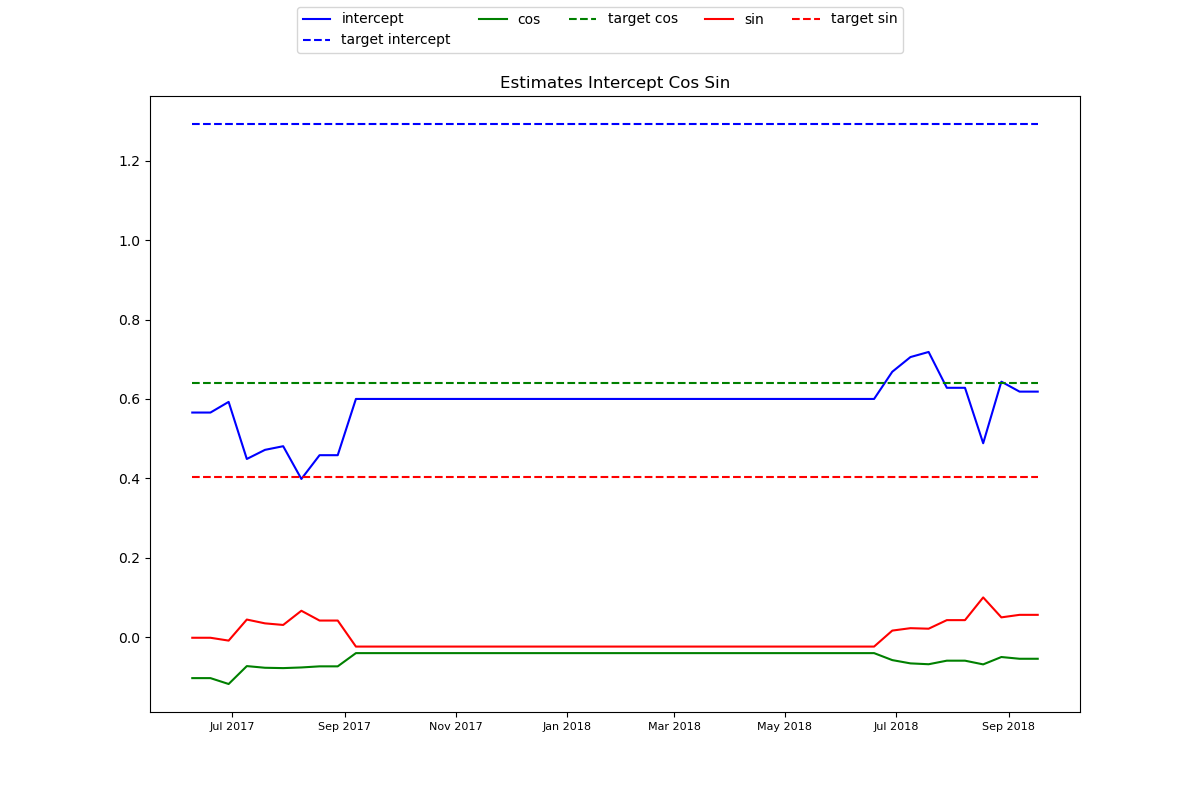 intercept cos target cos sin target sin
target intercept
Estimates Intercept Cos Sin
1.2
1.0
0.8
0.6
0.4
0.2
0.0
Jul 2017 Sep 2017 Nov 2017 Jan 2018 Mar 2018 May 2018 Jul 2018 Sep 2018